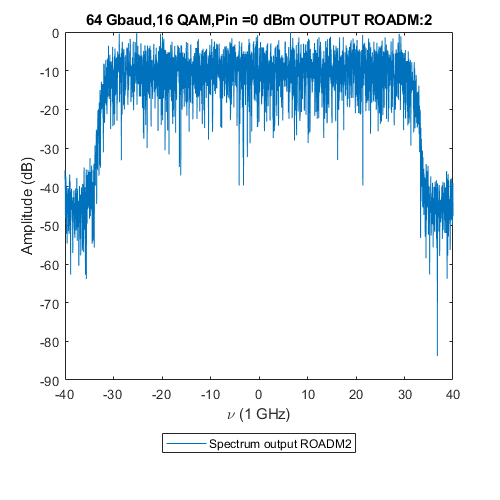 64 Gbaud,16 QAM,Pin =0 dBm OUTPUT ROADM:2
0
-10
-20
-30
-40
-50
-60
-70
-80
-90
Amplitude (dB)
-40 -30 -20 -10 0 10 20 30 40
ν (1 GHz)
Spectrum output ROADM2